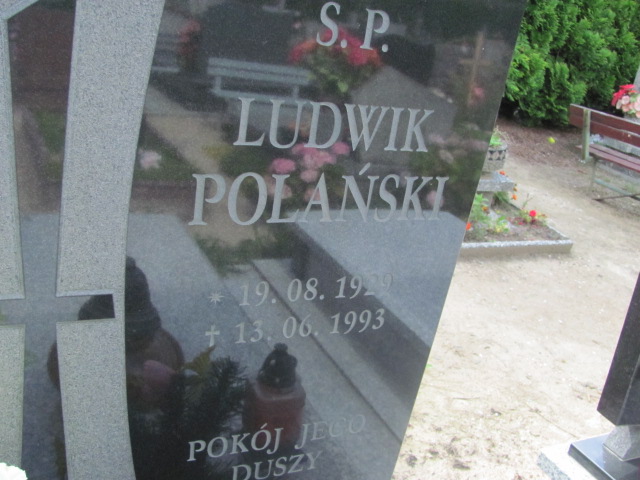 S. P.
LUDWIK
POLAŃSKI
* 19. 08. 1929
✝ 13. 06. 1993
POKÓJ JEGO
DUSZY